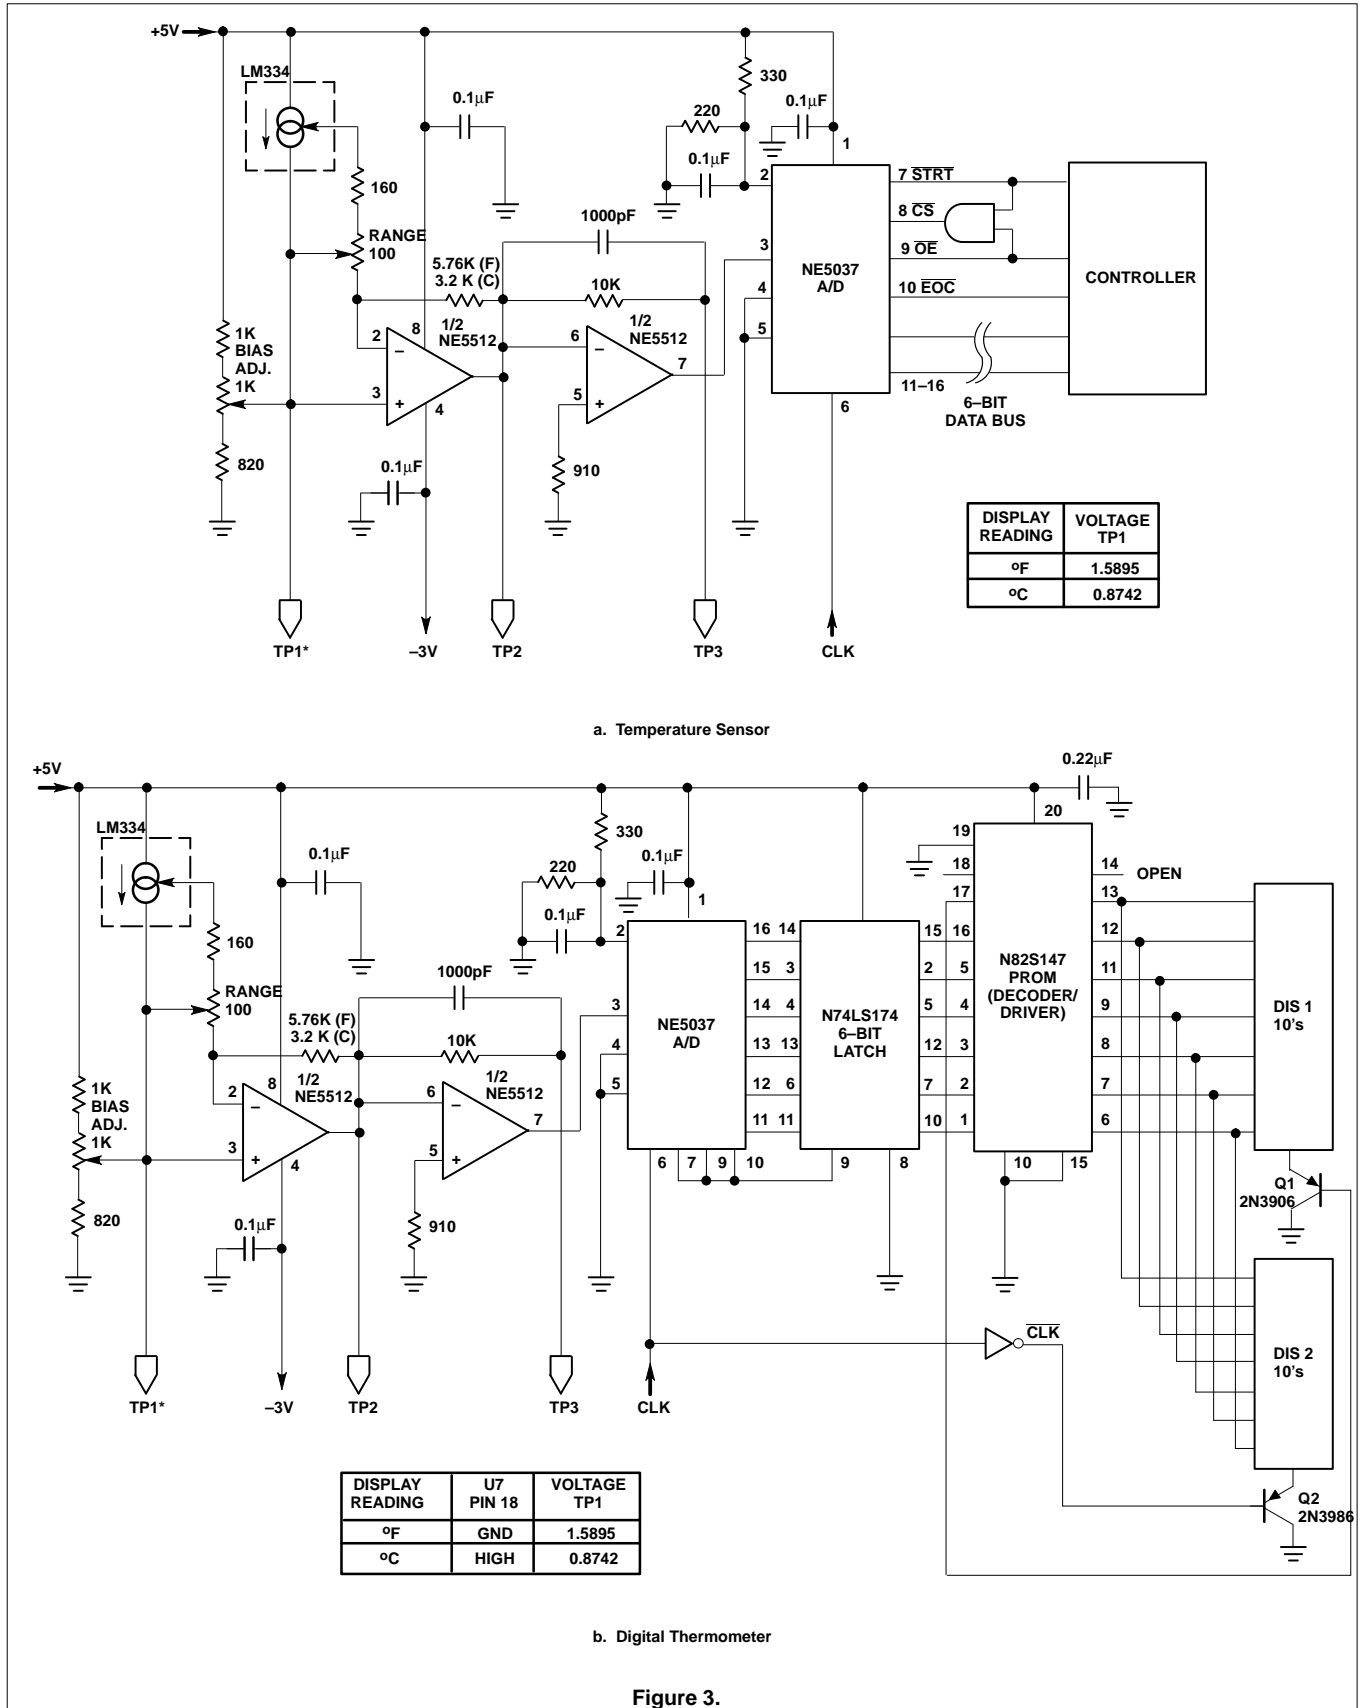 +5V
LM334
160
RANGE
100
0.1µF
5.76K (F)
3.2 K (C)
1000pF
10K
1K
BIAS
ADJ.
1K
820
2
3
8
4
1/2
NE5512
0.1µF
6
5
7
1/2
NE5512
910
330
220
0.1µF
0.1µF
1
2
3
4
5
6
NE5037
A/D
7 STRT
8 CS
9 OE
10 EOC
11–16
6–BIT
DATA BUS
CONTROLLER
DISPLAY READING VOLTAGE TP1
oF 1.5895
oC 0.8742
TP1*
–3V
TP2
TP3
CLK
a. Temperature Sensor
+5V
LM334
160
RANGE
100
0.1µF
5.76K (F)
3.2 K (C)
1000pF
10K
1K
BIAS
ADJ.
1K
820
2
3
8
4
1/2
NE5512
0.1µF
6
5
7
1/2
NE5512
910
330
220
0.1µF
0.1µF
1
2
3
4
5
NE5037
A/D
6 7 9 10
16 14
15 3
14 4
13 13
12 6
11 11
N74LS174
6–BIT
LATCH
9 8
15 16
2 5
5 4
12 3
7 2
10 1
0.22µF
20
19
18
17
N82S147
PROM
(DECODER/
DRIVER)
10 15
14 OPEN
13
12
11
9
8
7
6
DIS 1
10's
Q1
2N3906
DIS 2
10's
Q2
2N3986
CLK
TP1*
–3V
TP2
TP3
CLK
DISPLAY READING U7 PIN 18 VOLTAGE TP1
oF GND 1.5895
oC HIGH 0.8742
b. Digital Thermometer
Figure 3.